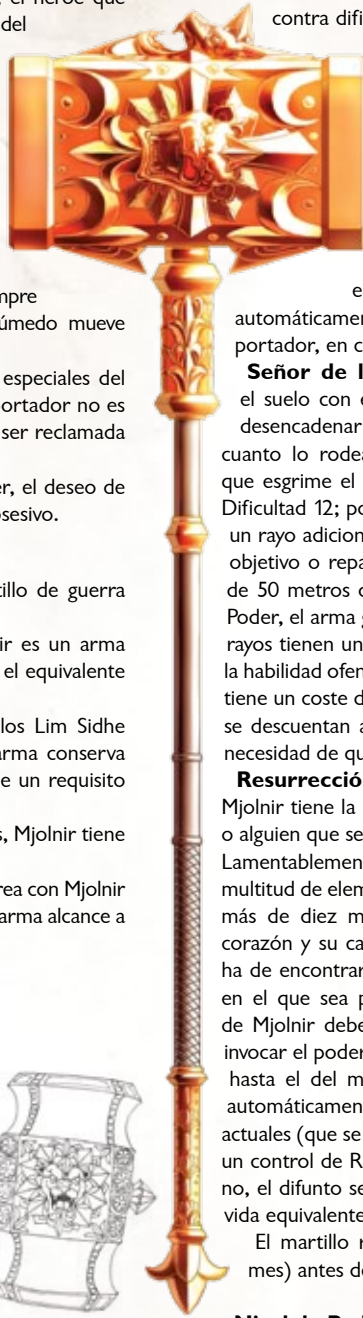 el héroe que
del
mpre
úmedo mueve
especiales del
portador no es
ser reclamada
r, el deseo de
sesivo.
tillo de guerra
ir es un arma
el equivalente
los Lim Sidhe
arma conserva
e un requisito
s, Mjolnir tiene
rea con Mjolnir
arma alcance a
contra difi
e
automáticamen
portador, en c
Señor de l
el suelo con e
desencadenar
cuanto lo rodea
que esgrime el
Dificultad 12; po
un rayo adicion
objetivo o repa
de 50 metros d
Poder, el arma g
rayos tienen un
la habilidad ofen
tiene un coste d
se descuentan a
necesidad de qu
Resurrecció
Mjolnir tiene la
o alguien que se
Lamentablemen
multitud de elem
más de diez m
corazón y su ca
ha de encontrar
en el que sea p
de Mjolnir debe
invocar el poder
hasta el del m
automáticamen
actuales (que se
un control de R
no, el difunto se
vida equivalente
El martillo r
mes) antes de